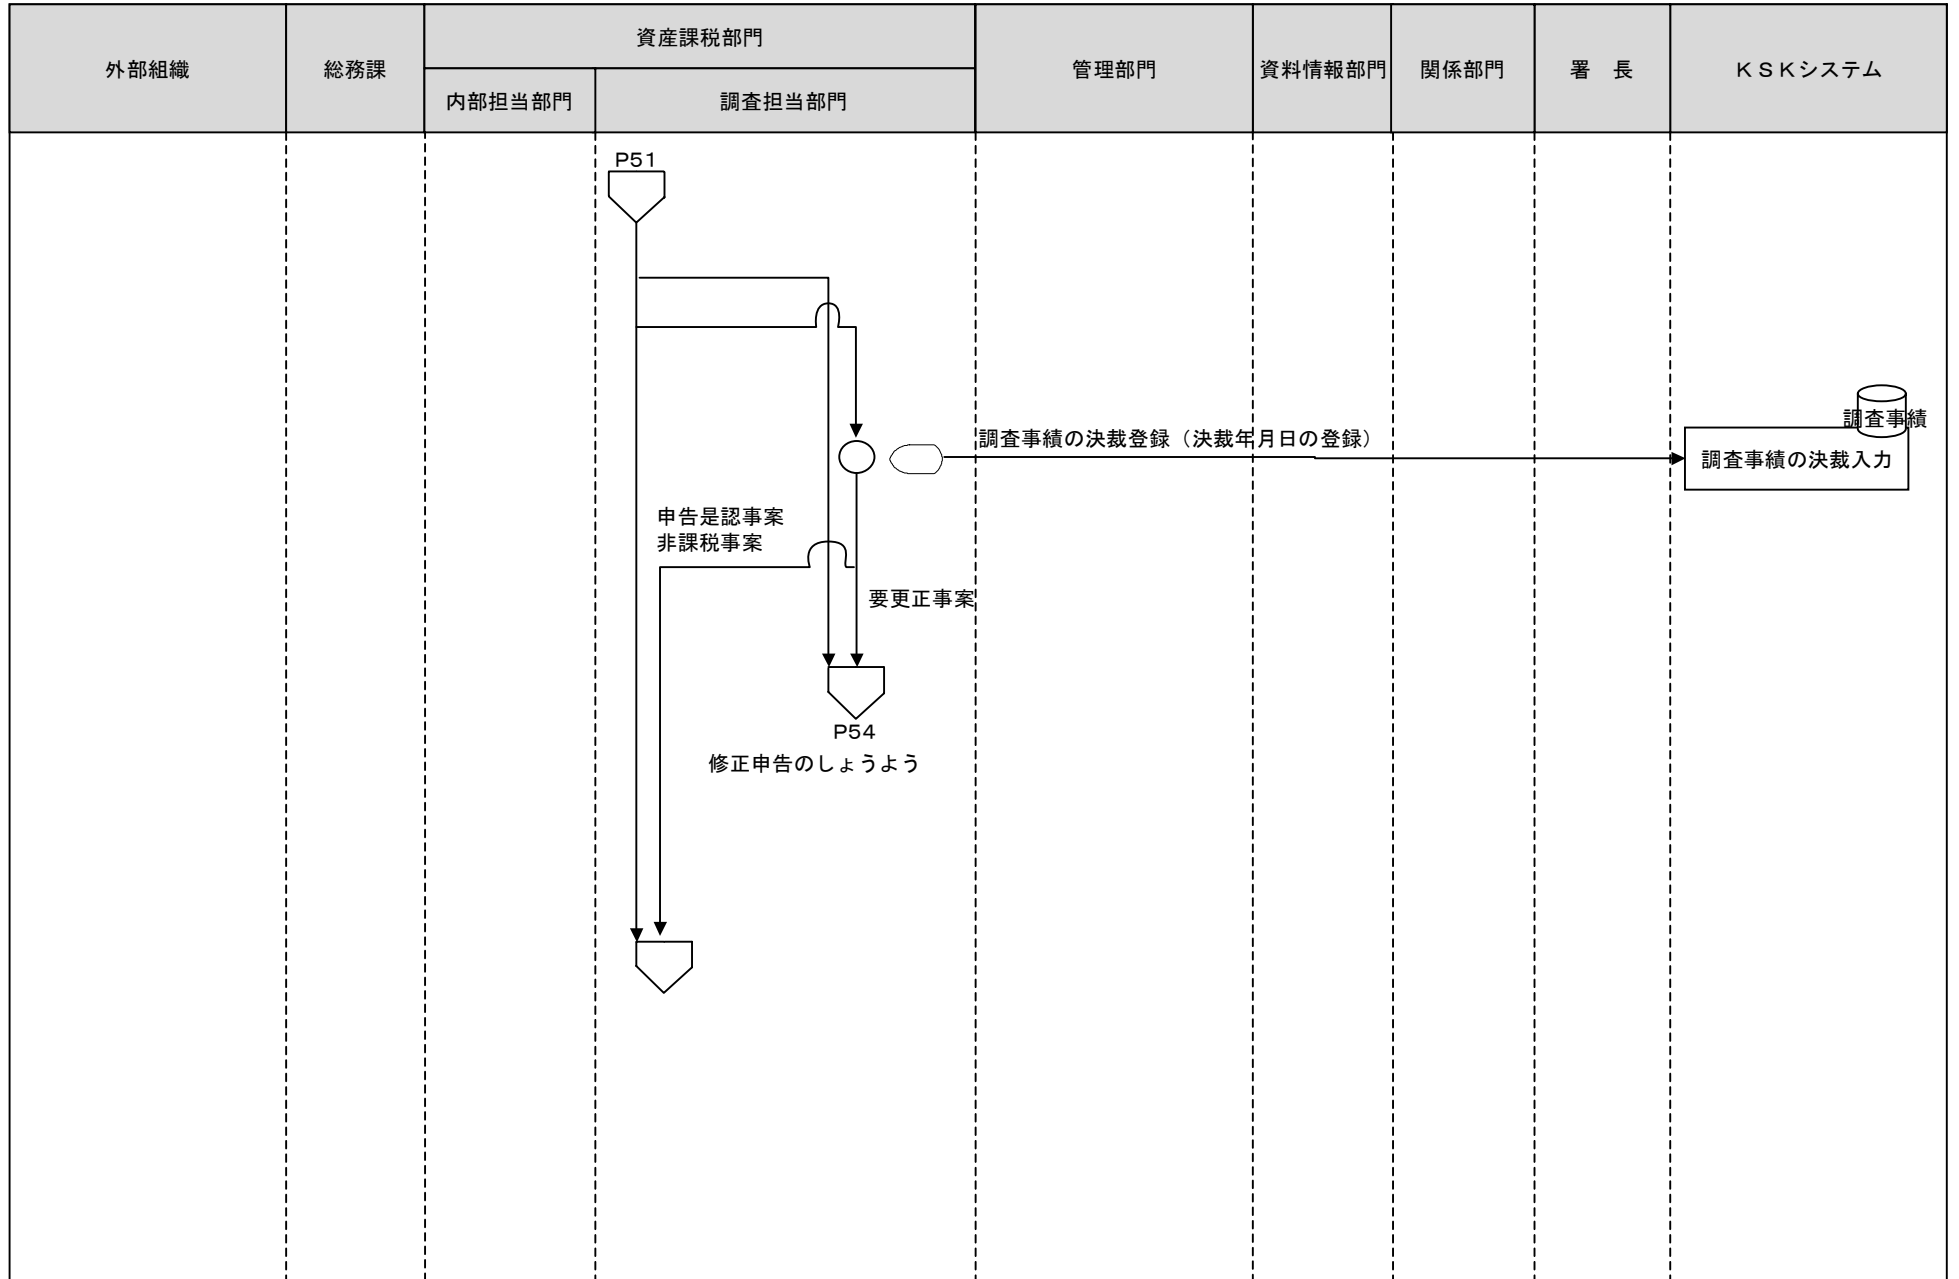 外部組織
総務課
資産課税部門
内部担当部門
調査担当部門
管理部門
資料情報部門
関係部門
署　長
ＫＳＫシステム
P51
調査事績の決裁登録（決裁年月日の登録）
調査事績
調査事績の決裁入力
申告是認事案
非課税事案
要更正事案
P54
修正申告のしょうよう